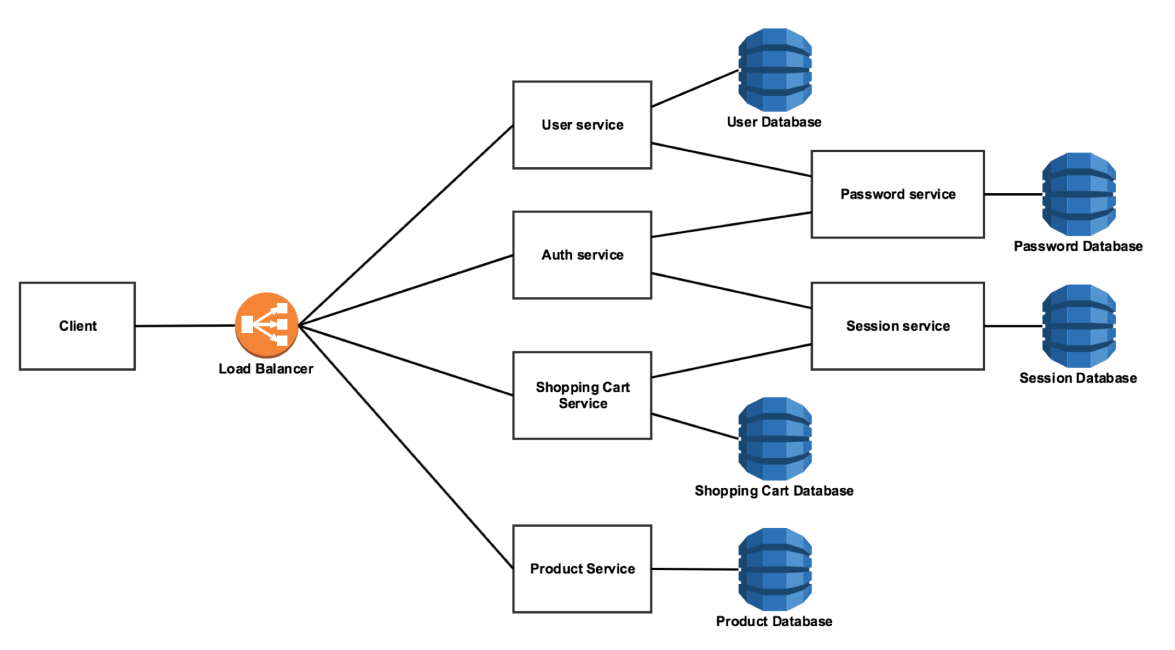 User Database
User service
Password service
Password Database
Auth service
Client
Load Balancer
Session service
Session Database
Shopping Cart
Service
Shopping Cart Database
Product Service
Product Database